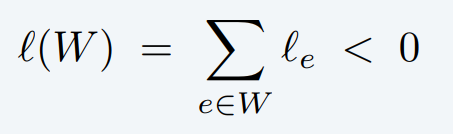 ℓ(W) = ∑_{e∈W} ℓ_e < 0